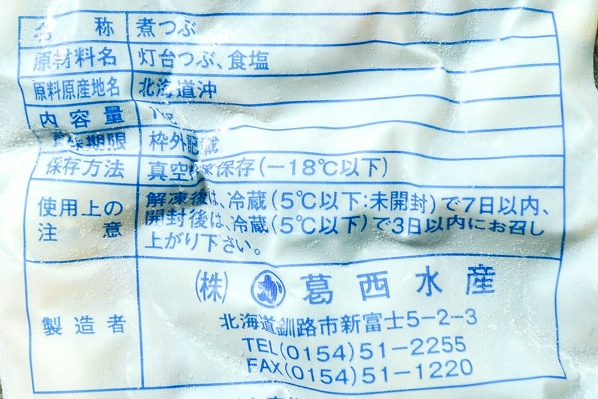 名称 煮つぶ
原材料名 灯台つぶ、食塩
原料原産地名 北海道沖
内容量
賞味期限 枠外記載
保存方法 真空 保存(−18℃以下)
使用上の注意 解凍後は、冷蔵(5℃以下:未開封)で7日以内、
開封後は、冷蔵(5℃以下)で3日以内にお召し
上がり下さい。
製造者 (株) か 葛西水産
北海道釧路市新富士5-2-3
TEL(0154)51-2255
FAX(0154)51-1220